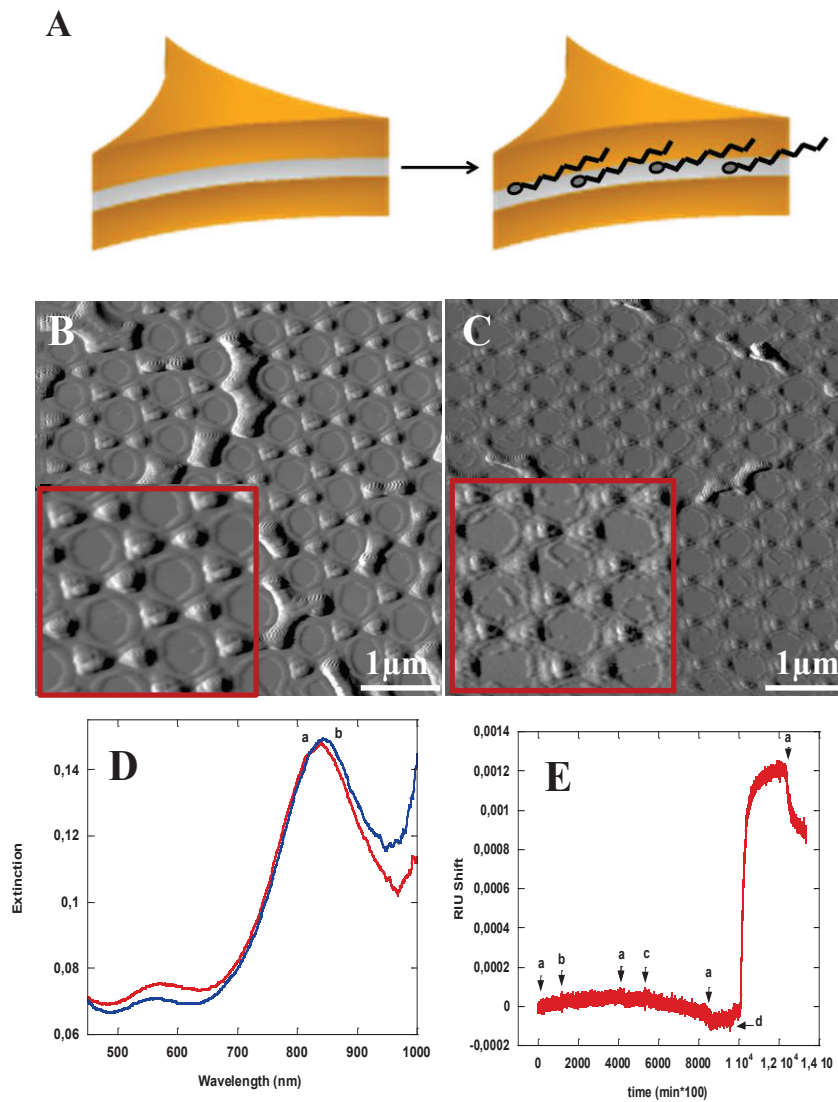 A
B
1µm
C
1µm
D
a b
0,14
0,12
0,1
0,08
0,06
Extinction
500 600 700 800 900 1000
Wavelength (nm)
E
a
0,0014
0,0012
0,001
0,0008
0,0006
0,0004
0,0002
0
-0,0002
RIU Shift
a b a c a
d
0 2000 4000 6000 8000 1 10⁴ 1,2 10⁴ 1,4 10
time (min*100)